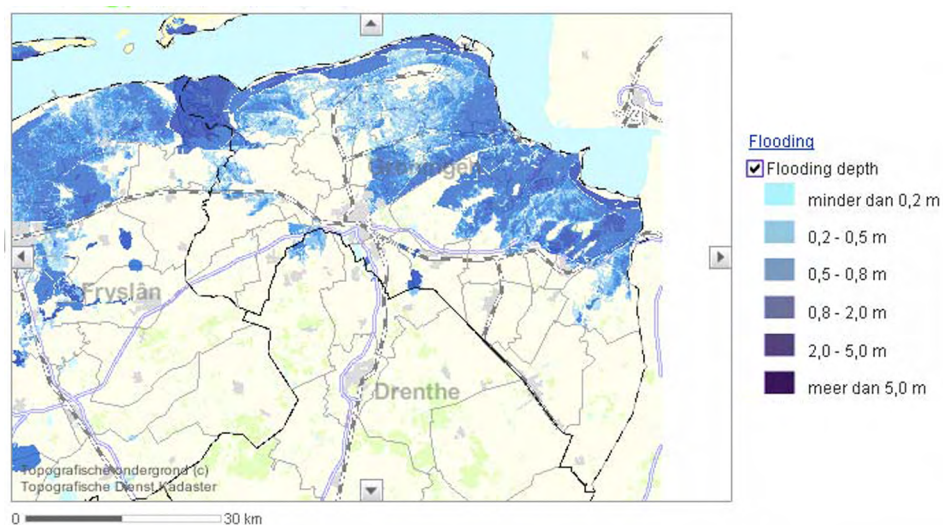 Groningen
Fryslân
Drenthe
Topografische ondergrond (c)
Topografische Dienst Kadaster
0 30 km
Flooding
Flooding depth
minder dan 0,2 m
0,2 - 0,5 m
0,5 - 0,8 m
0,8 - 2,0 m
2,0 - 5,0 m
meer dan 5,0 m